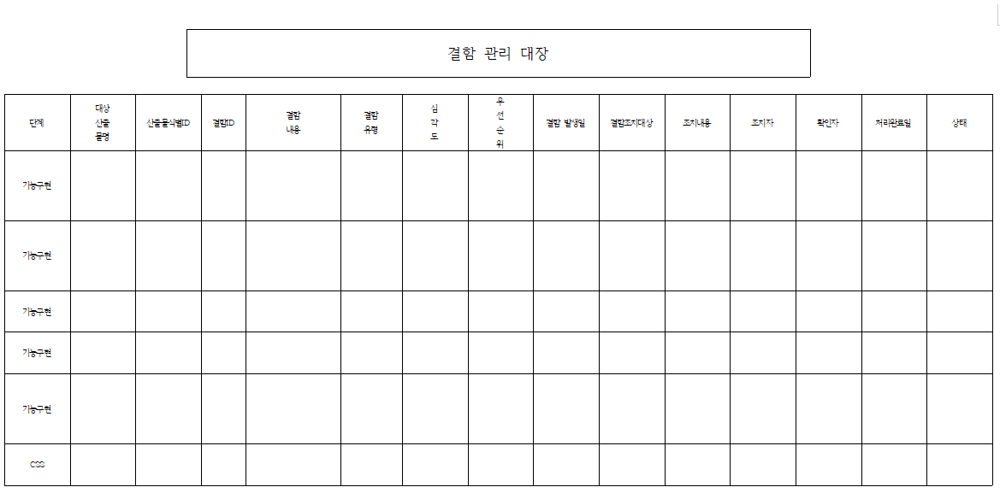 결함 관리 대장
단계
대상
산출
물명
산출물식별ID
결함ID
결함
내용
결함
유형
심
각
도
우
선
순
위
결함 발생일
결함조치대상
조치내용
조치자
확인자
처리완료일
상태
기능구현
기능구현
기능구현
기능구현
기능구현
CSS